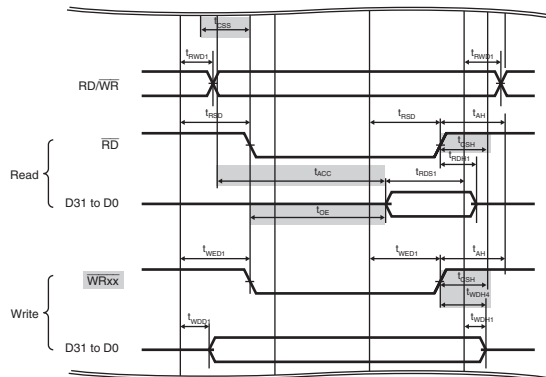 tCSS
tRWD1 tRWD1
RD/WR
tRSD tRSD tAH
RD
tCSH
tRDH1
Read
tACC tRDS1
D31 to D0
tOE
tWED1 tWED1 tAH
WRxx
tCSH
tWDH4
Write
tWDD1 tWDH1
D31 to D0